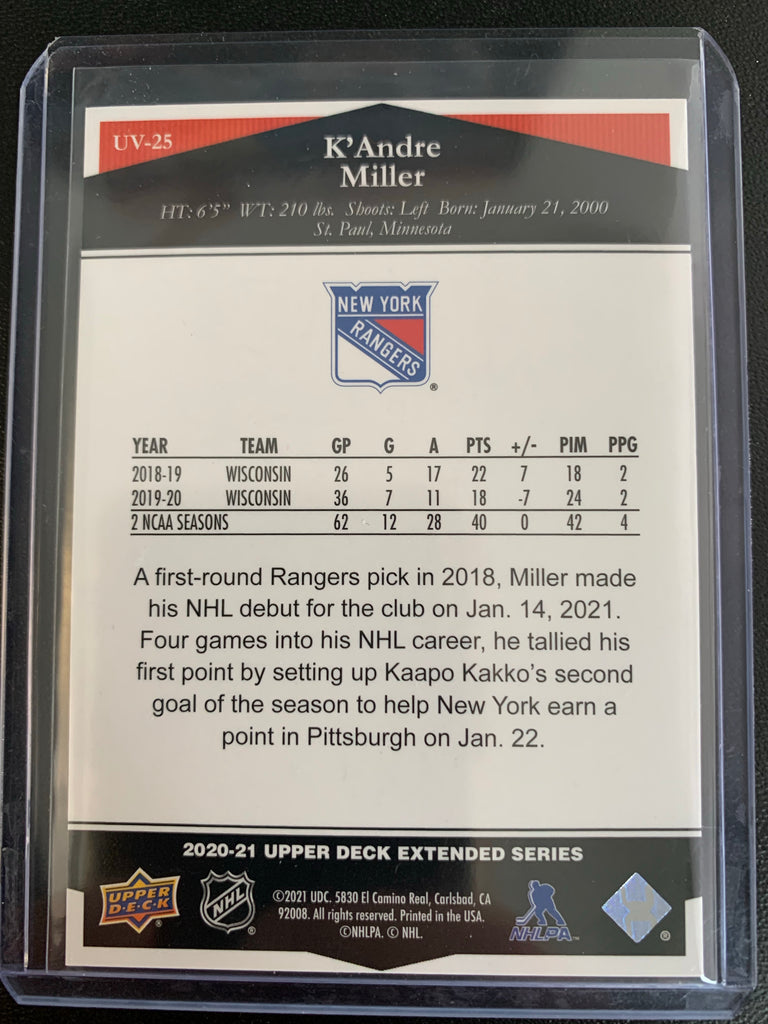 UV-25
K'Andre
Miller
HT: 6'5" WT: 210 lbs. Shoots: Left Born: January 21, 2000
St. Paul, Minnesota
NEW YORK
RANGERS
®
YEAR TEAM GP G A PTS +/- PIM PPG
2018-19 WISCONSIN 26 5 17 22 7 18 2
2019-20 WISCONSIN 36 7 11 18 -7 24 2
2 NCAA SEASONS 62 12 28 40 0 42 4
A first-round Rangers pick in 2018, Miller made
his NHL debut for the club on Jan. 14, 2021.
Four games into his NHL career, he tallied his
first point by setting up Kaapo Kakko's second
goal of the season to help New York earn a
point in Pittsburgh on Jan. 22.
2020-21 UPPER DECK EXTENDED SERIES
UPPER
D·E·C·K
®
NHL
®
©2021 UDC. 5830 El Camino Real, Carlsbad, CA
92008. All rights reserved. Printed in the USA.
©NHLPA. © NHL.
NHLPA™
®